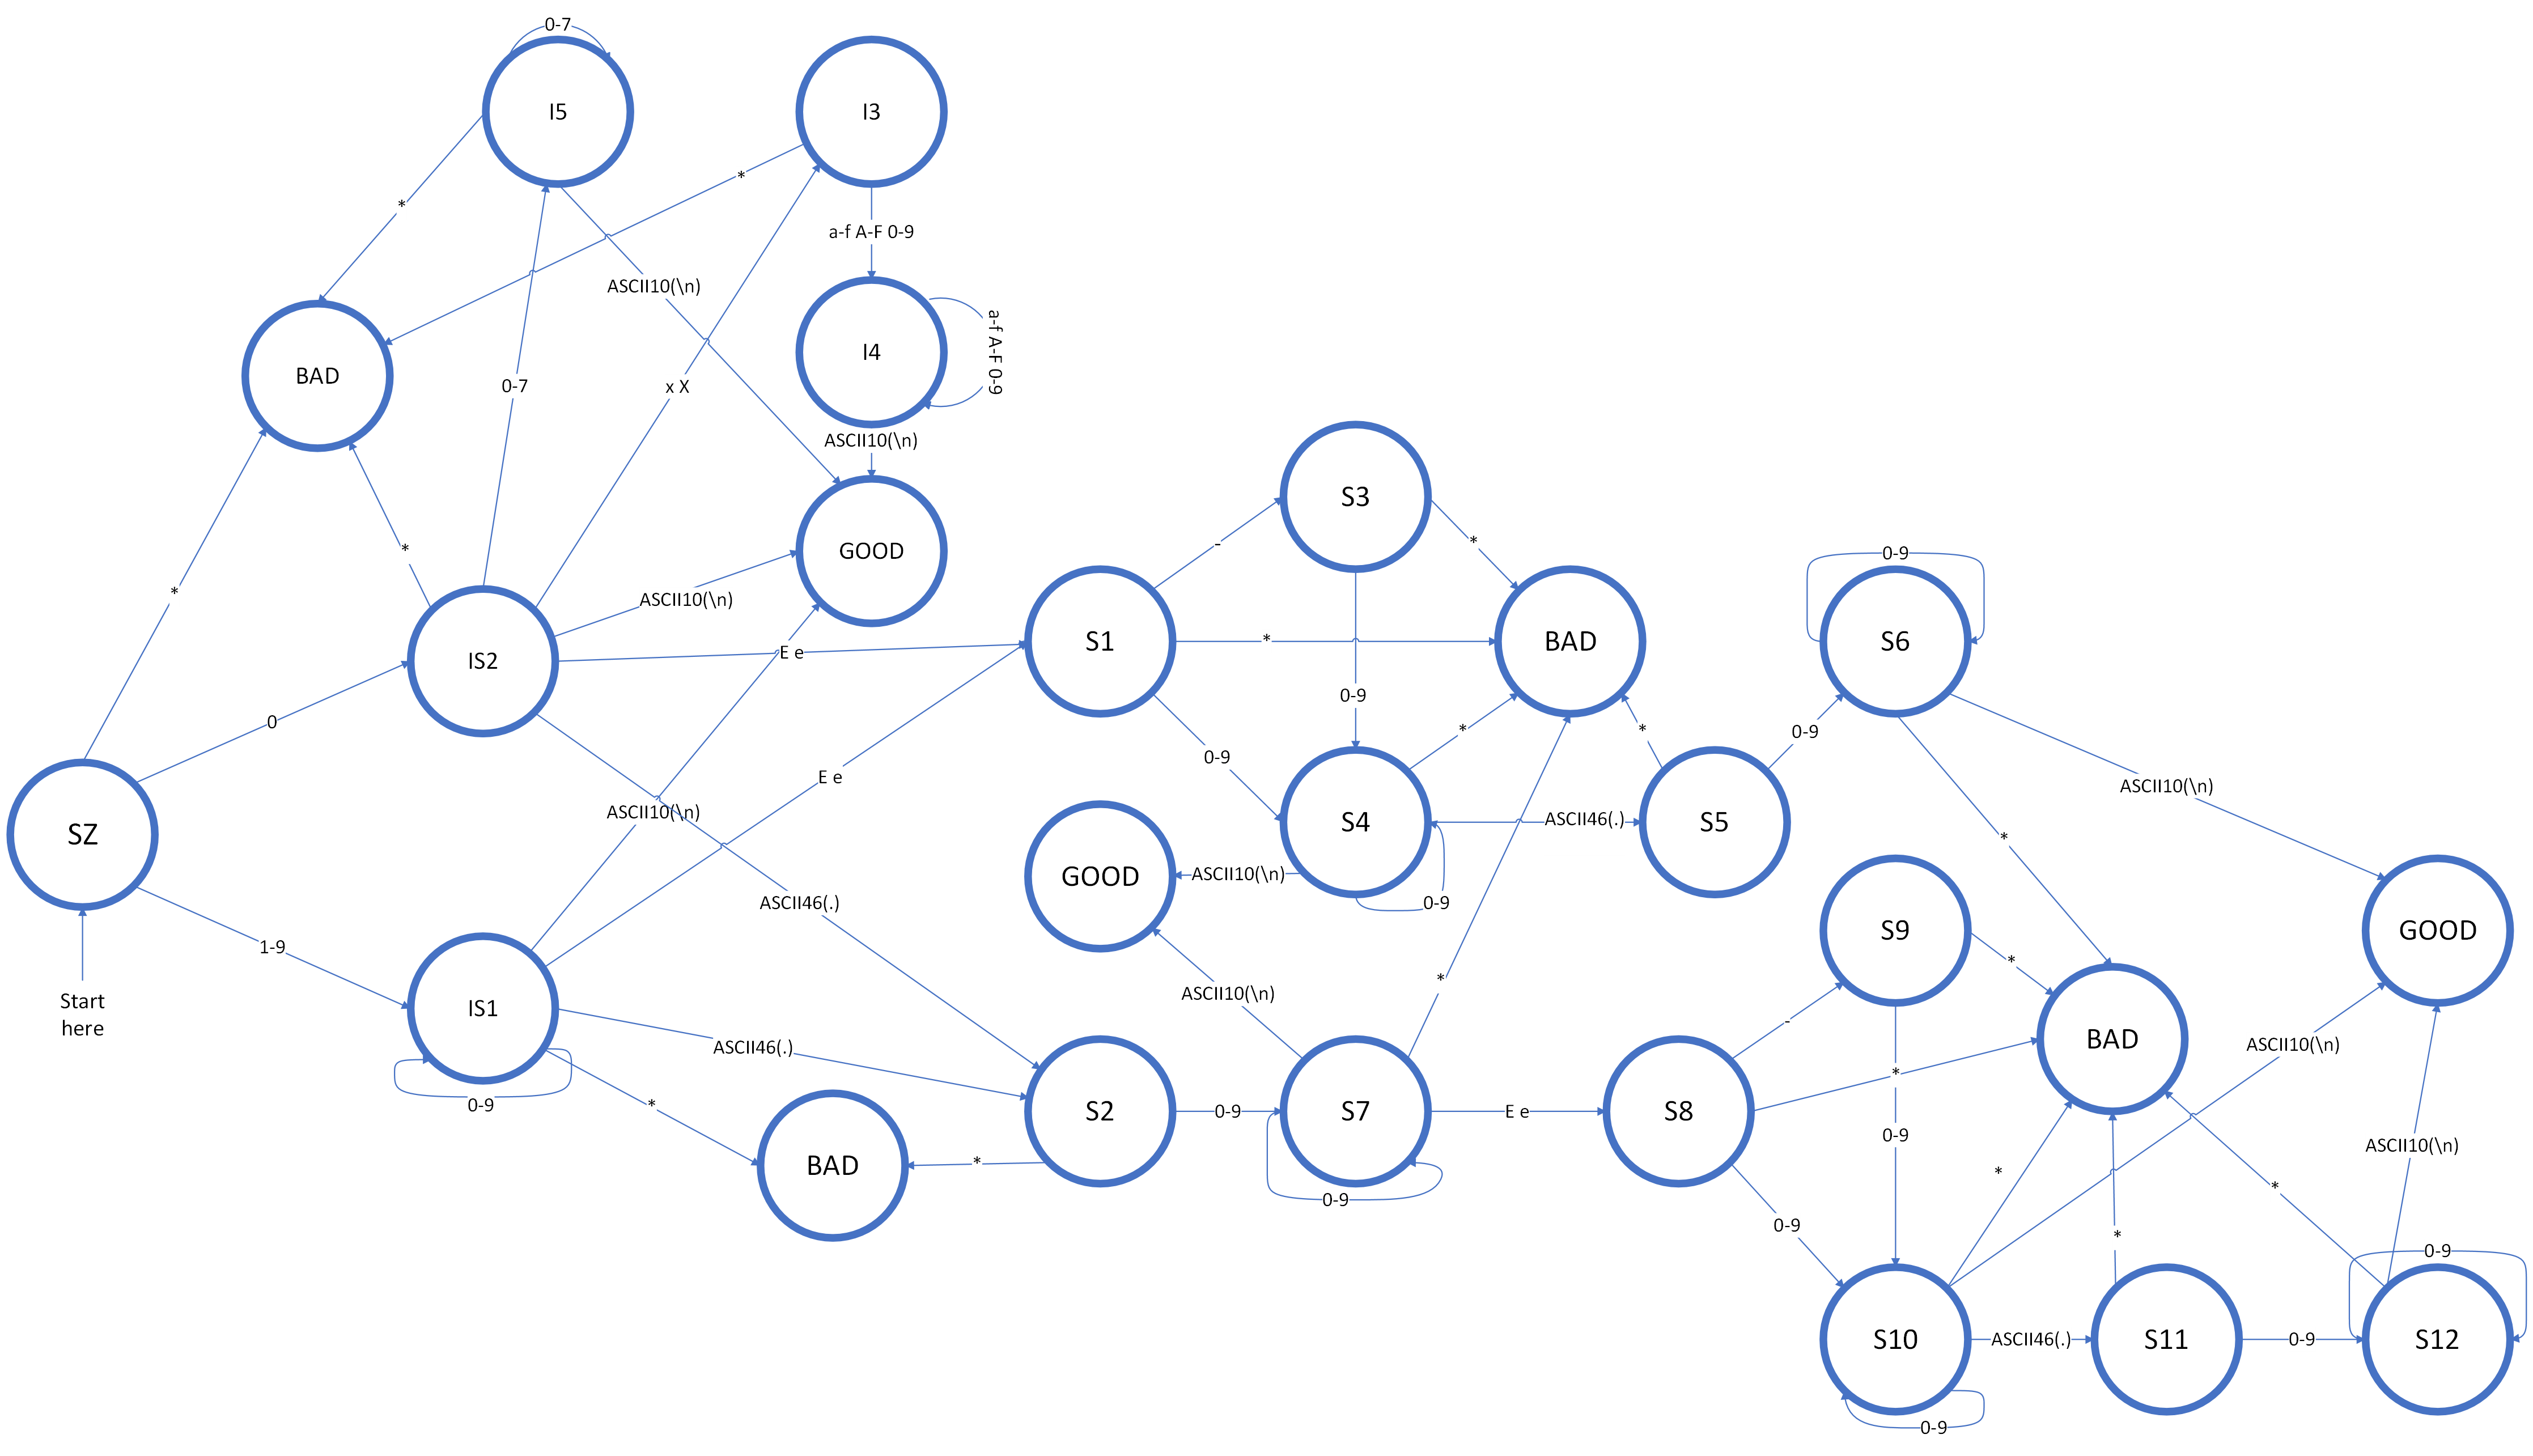 0-7
I5
I3
*
*
a-f A-F 0-9
ASCII10(\n)
a-f A-F 0-9
I4
BAD
0-7
x X
ASCII10(\n)
S3
*
-
*
GOOD
0-9
*
ASCII10(\n)
S1
*
BAD
S6
E e
IS2
0-9
0
*
*
0-9
0-9
E e
ASCII10(\n)
ASCII10(\n)
S4
ASCII46(.)
S5
SZ
*
GOOD
ASCII10(\n)
ASCII46(.)
0-9
S9
GOOD
1-9
*
*
ASCII10(\n)
Start
here
IS1
-
BAD
ASCII46(.)
ASCII10(\n)
*
0-9
*
S2
0-9
S7
E e
S8
0-9
ASCII10(\n)
BAD
*
*
*
0-9
0-9
*
0-9
S10
ASCII46(.)
S11
0-9
S12
0-9